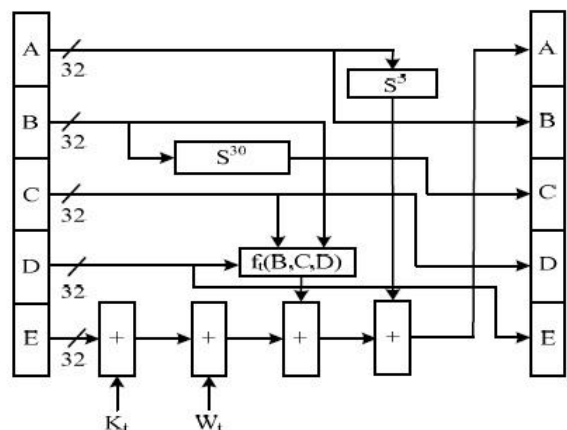 A A
32
S⁵
B B
32
S³⁰
C C
32
D fₜ(B,C,D) D
32
E + + + + E
32
Kₜ Wₜ